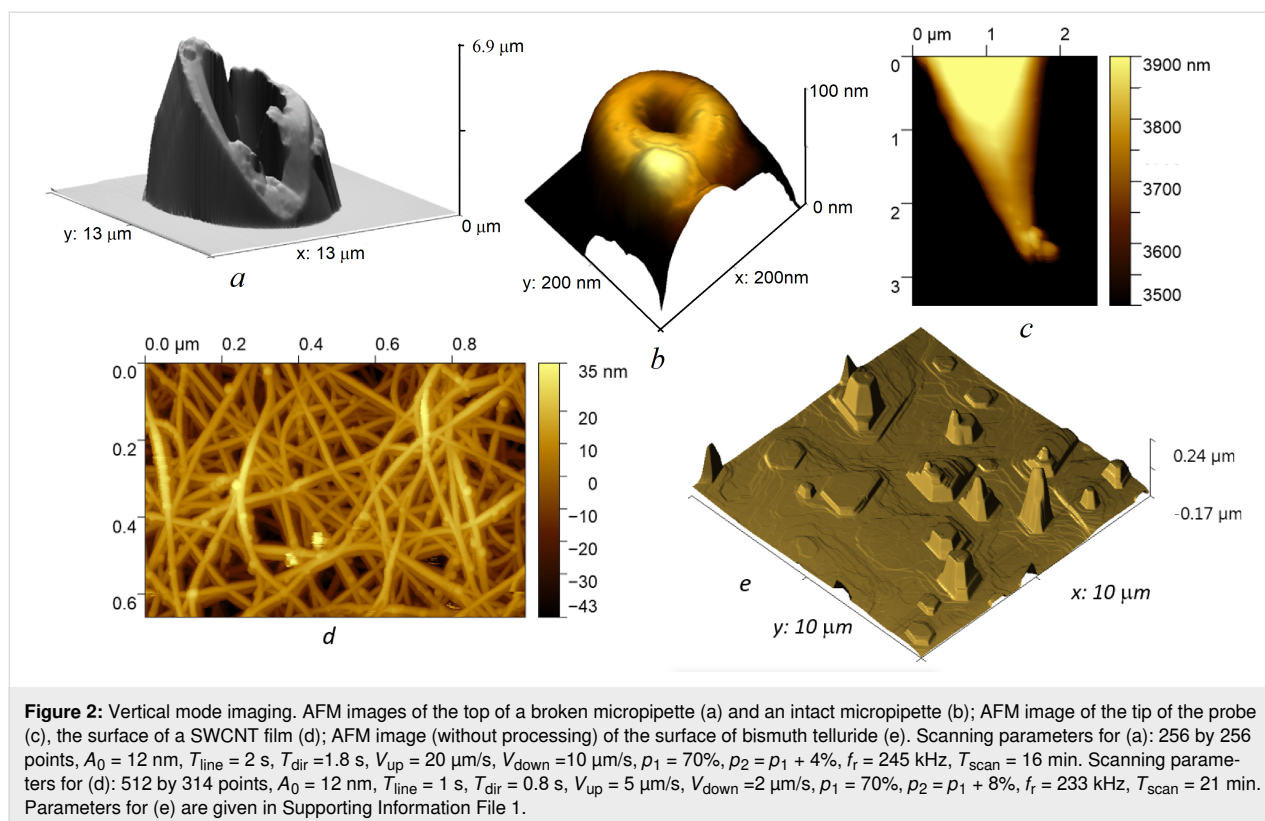 6.9 μm
0 μm
y: 13 μm
x: 13 μm
a
100 nm
0 nm
y: 200 nm
x: 200nm
b
0 μm 1 2
0
1
2
3
3900 nm
3800
3700
3600
3500
c
0.0 μm 0.2 0.4 0.6 0.8
0.0
0.2
0.4
0.6
35 nm
20
10
0
−10
−20
−30
−43
d
0.24 μm
-0.17 μm
e
x: 10 μm
y: 10 μm
Figure 2: Vertical mode imaging. AFM images of the top of a broken micropipette (a) and an intact micropipette (b); AFM image of the tip of the probe
(c), the surface of a SWCNT film (d); AFM image (without processing) of the surface of bismuth telluride (e). Scanning parameters for (a): 256 by 256
points, A0 = 12 nm, Tline = 2 s, Tdir =1.8 s, Vup = 20 μm/s, Vdown =10 μm/s, p1 = 70%, p2 = p1 + 4%, fr = 245 kHz, Tscan = 16 min. Scanning parame-
ters for (d): 512 by 314 points, A0 = 12 nm, Tline = 1 s, Tdir = 0.8 s, Vup = 5 μm/s, Vdown =2 μm/s, p1 = 70%, p2 = p1 + 8%, fr = 233 kHz, Tscan = 21 min.
Parameters for (e) are given in Supporting Information File 1.